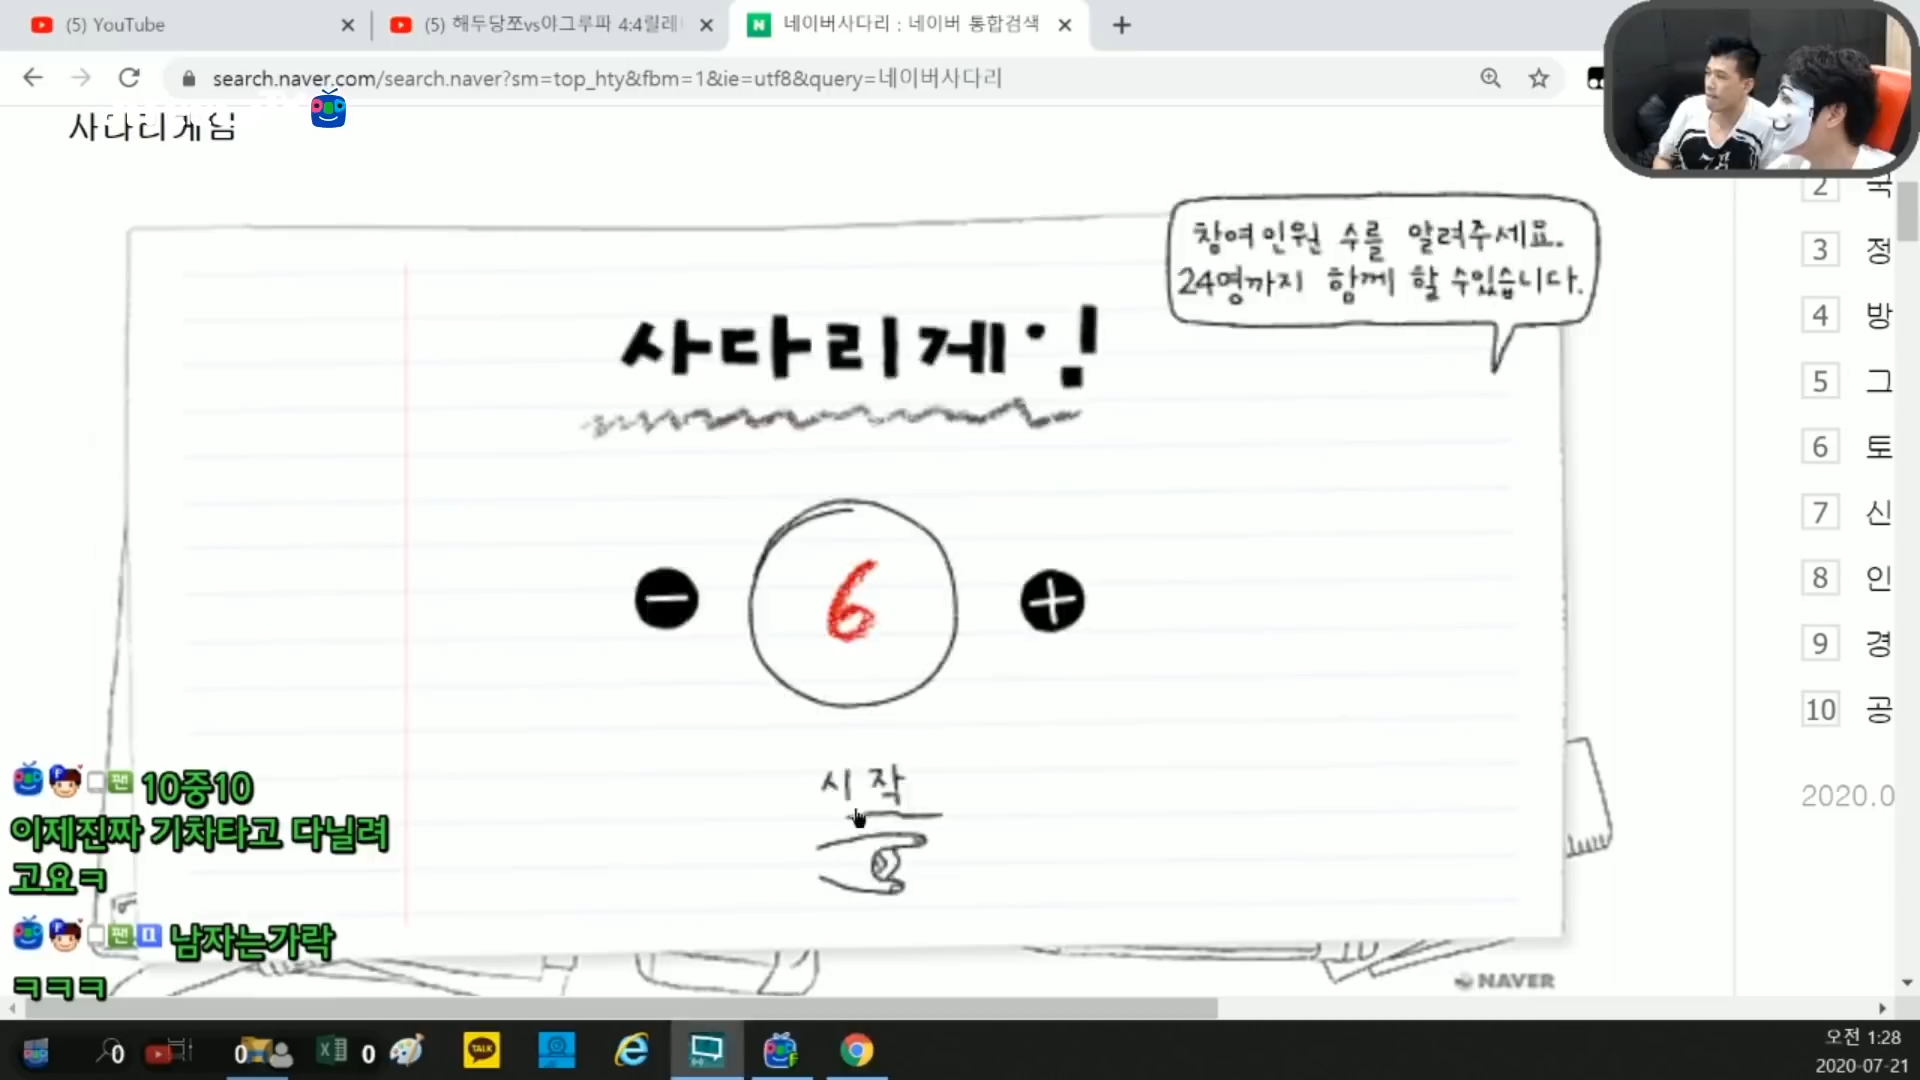 (5) YouTube
(5) 해두당쪼vs야그루파 4:4릴레
네이버사다리 : 네이버 통합검색
search.naver.com/search.naver?sm=top_hty&fbm=1&ie=utf8&query=네이버사다리
사다리게임
참여인원 수를 알려주세요.
24명까지 함께 할 수있습니다.
사다리게임!
6
시작
NAVER
2
3 정
4 방
5 그
6 토
7 신
8 인
9 경
10 공
2020.0
팬 10중10
이제진짜 기차타고 다닐려
고요ㅋ
팬 남자는가락
ㅋㅋㅋ
0
0
0
TALK
오전 1:28
2020-07-21